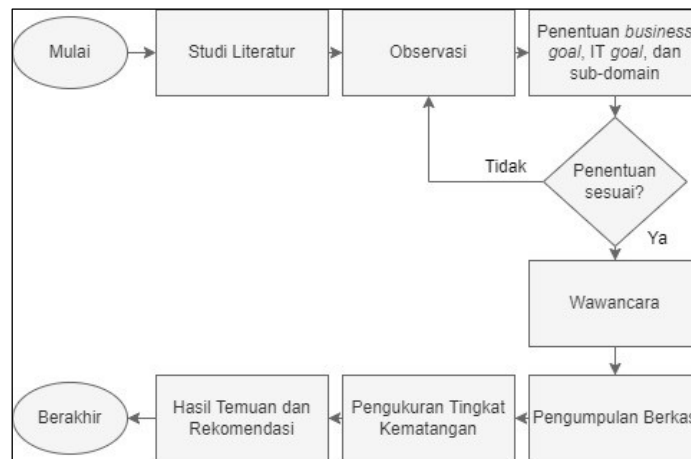 Mulai
Studi Literatur
Observasi
Penentuan business
goal, IT goal, dan
sub-domain
Tidak
Penentuan
sesuai?
Ya
Wawancara
Berakhir
Hasil Temuan dan
Rekomendasi
Pengukuran Tingkat
Kematangan
Pengumpulan Berkas